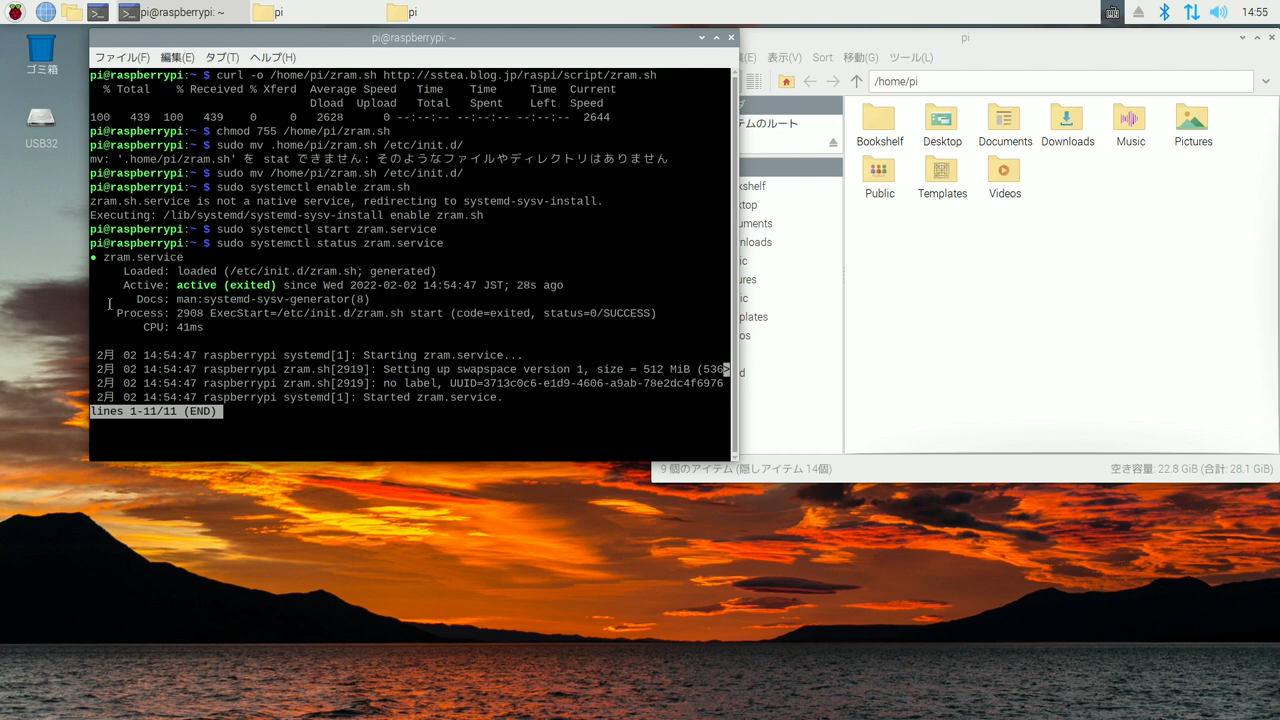 pi@raspberrypi: ~
pi
pi
14:55
ゴミ箱
USB32
pi@raspberrypi: ~
ファイル(F) 編集(E) タブ(T) ヘルプ(H)
pi@raspberrypi:~ $ curl -o /home/pi/zram.sh http://sstea.blog.jp/raspi/script/zram.sh
% Total % Received % Xferd Average Speed Time Time Time Current
Dload Upload Total Spent Left Speed
100 439 100 439 0 0 2628 0 --:--:-- --:--:-- --:--:-- 2644
pi@raspberrypi:~ $ chmod 755 /home/pi/zram.sh
pi@raspberrypi:~ $ sudo mv .home/pi/zram.sh /etc/init.d/
mv: '.home/pi/zram.sh' を stat できません: そのようなファイルやディレクトリはありません
pi@raspberrypi:~ $ sudo mv /home/pi/zram.sh /etc/init.d/
pi@raspberrypi:~ $ sudo systemctl enable zram.sh
zram.sh.service is not a native service, redirecting to systemd-sysv-install.
Executing: /lib/systemd/systemd-sysv-install enable zram.sh
pi@raspberrypi:~ $ sudo systemctl start zram.service
pi@raspberrypi:~ $ sudo systemctl status zram.service
● zram.service
Loaded: loaded (/etc/init.d/zram.sh; generated)
Active: active (exited) since Wed 2022-02-02 14:54:47 JST; 28s ago
Docs: man:systemd-sysv-generator(8)
Process: 2908 ExecStart=/etc/init.d/zram.sh start (code=exited, status=0/SUCCESS)
CPU: 41ms
2月 02 14:54:47 raspberrypi systemd[1]: Starting zram.service...
2月 02 14:54:47 raspberrypi zram.sh[2919]: Setting up swapspace version 1, size = 512 MiB (536>
2月 02 14:54:47 raspberrypi zram.sh[2919]: no label, UUID=3713c0c6-e1d9-4606-a9ab-78e2dc4f6976
2月 02 14:54:47 raspberrypi systemd[1]: Started zram.service.
lines 1-11/11 (END)
pi
(E) 表示(V) Sort 移動(G) ツール(L)
/home/pi
テムのルート
kshelf
top
uments
nloads
ic
ures
ic
plates
os
d
Bookshelf Desktop Documents Downloads Music Pictures
Public Templates Videos
9 個のアイテム (隠しアイテム 14個)
空き容量: 22.8 GiB (合計: 28.1 GiB)